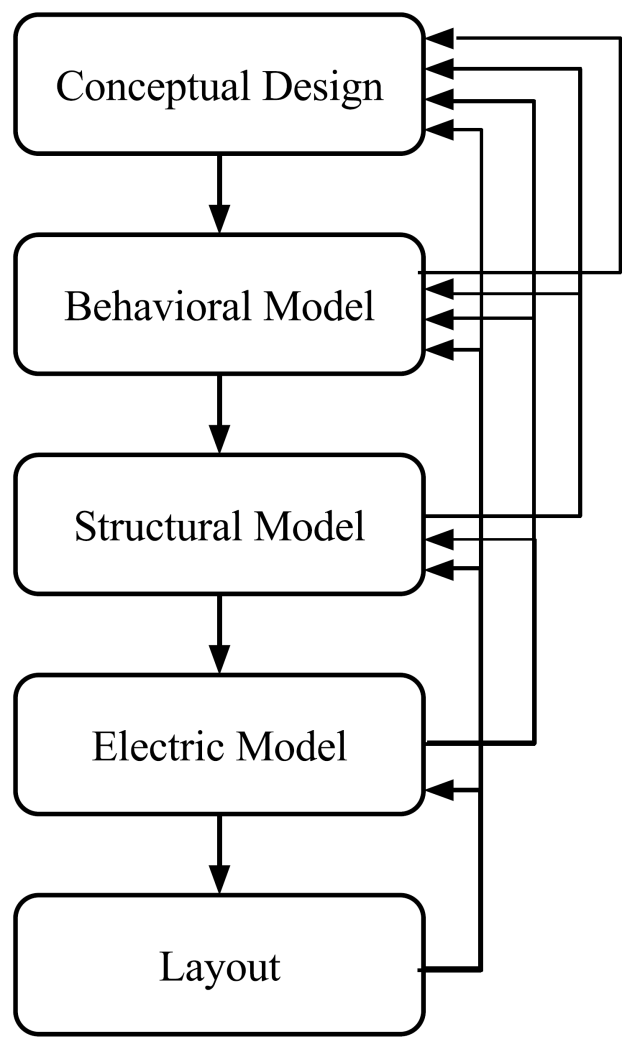 Conceptual Design
Behavioral Model
Structural Model
Electric Model
Layout